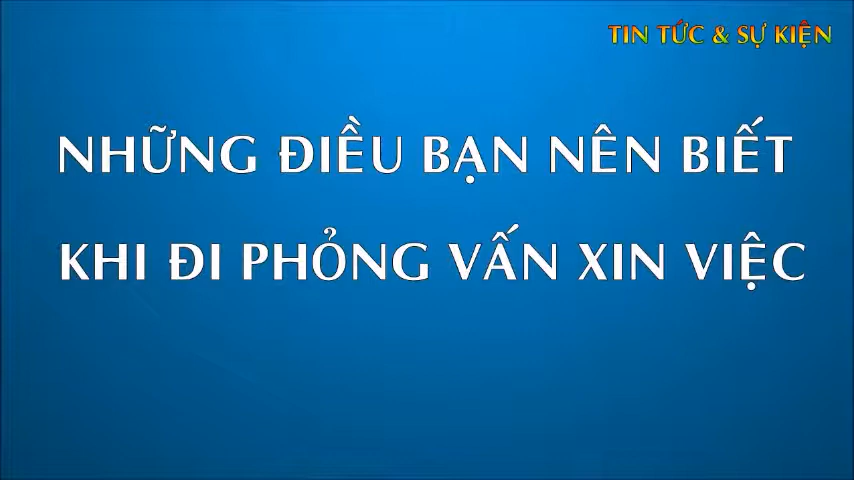 TIN TỨC & SỰ KIỆN
NHỮNG ĐIỀU BẠN NÊN BIẾT
KHI ĐI PHỎNG VẤN XIN VIỆC